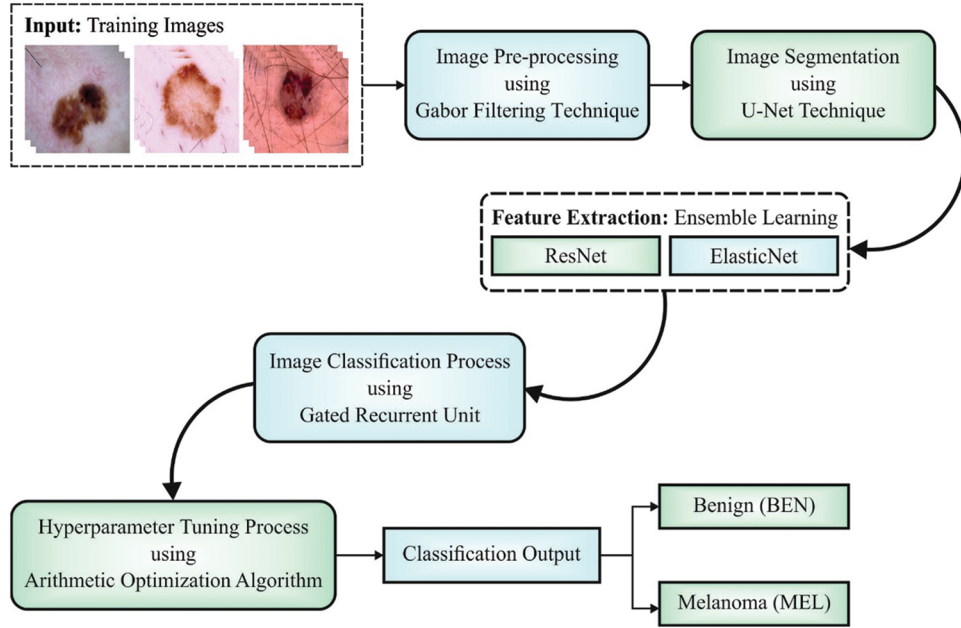 Input: Training Images
Image Pre-processing
using
Gabor Filtering Technique
Image Segmentation
using
U-Net Technique
Feature Extraction: Ensemble Learning
ResNet
ElasticNet
Image Classification Process
using
Gated Recurrent Unit
Hyperparameter Tuning Process
using
Arithmetic Optimization Algorithm
Classification Output
Benign (BEN)
Melanoma (MEL)